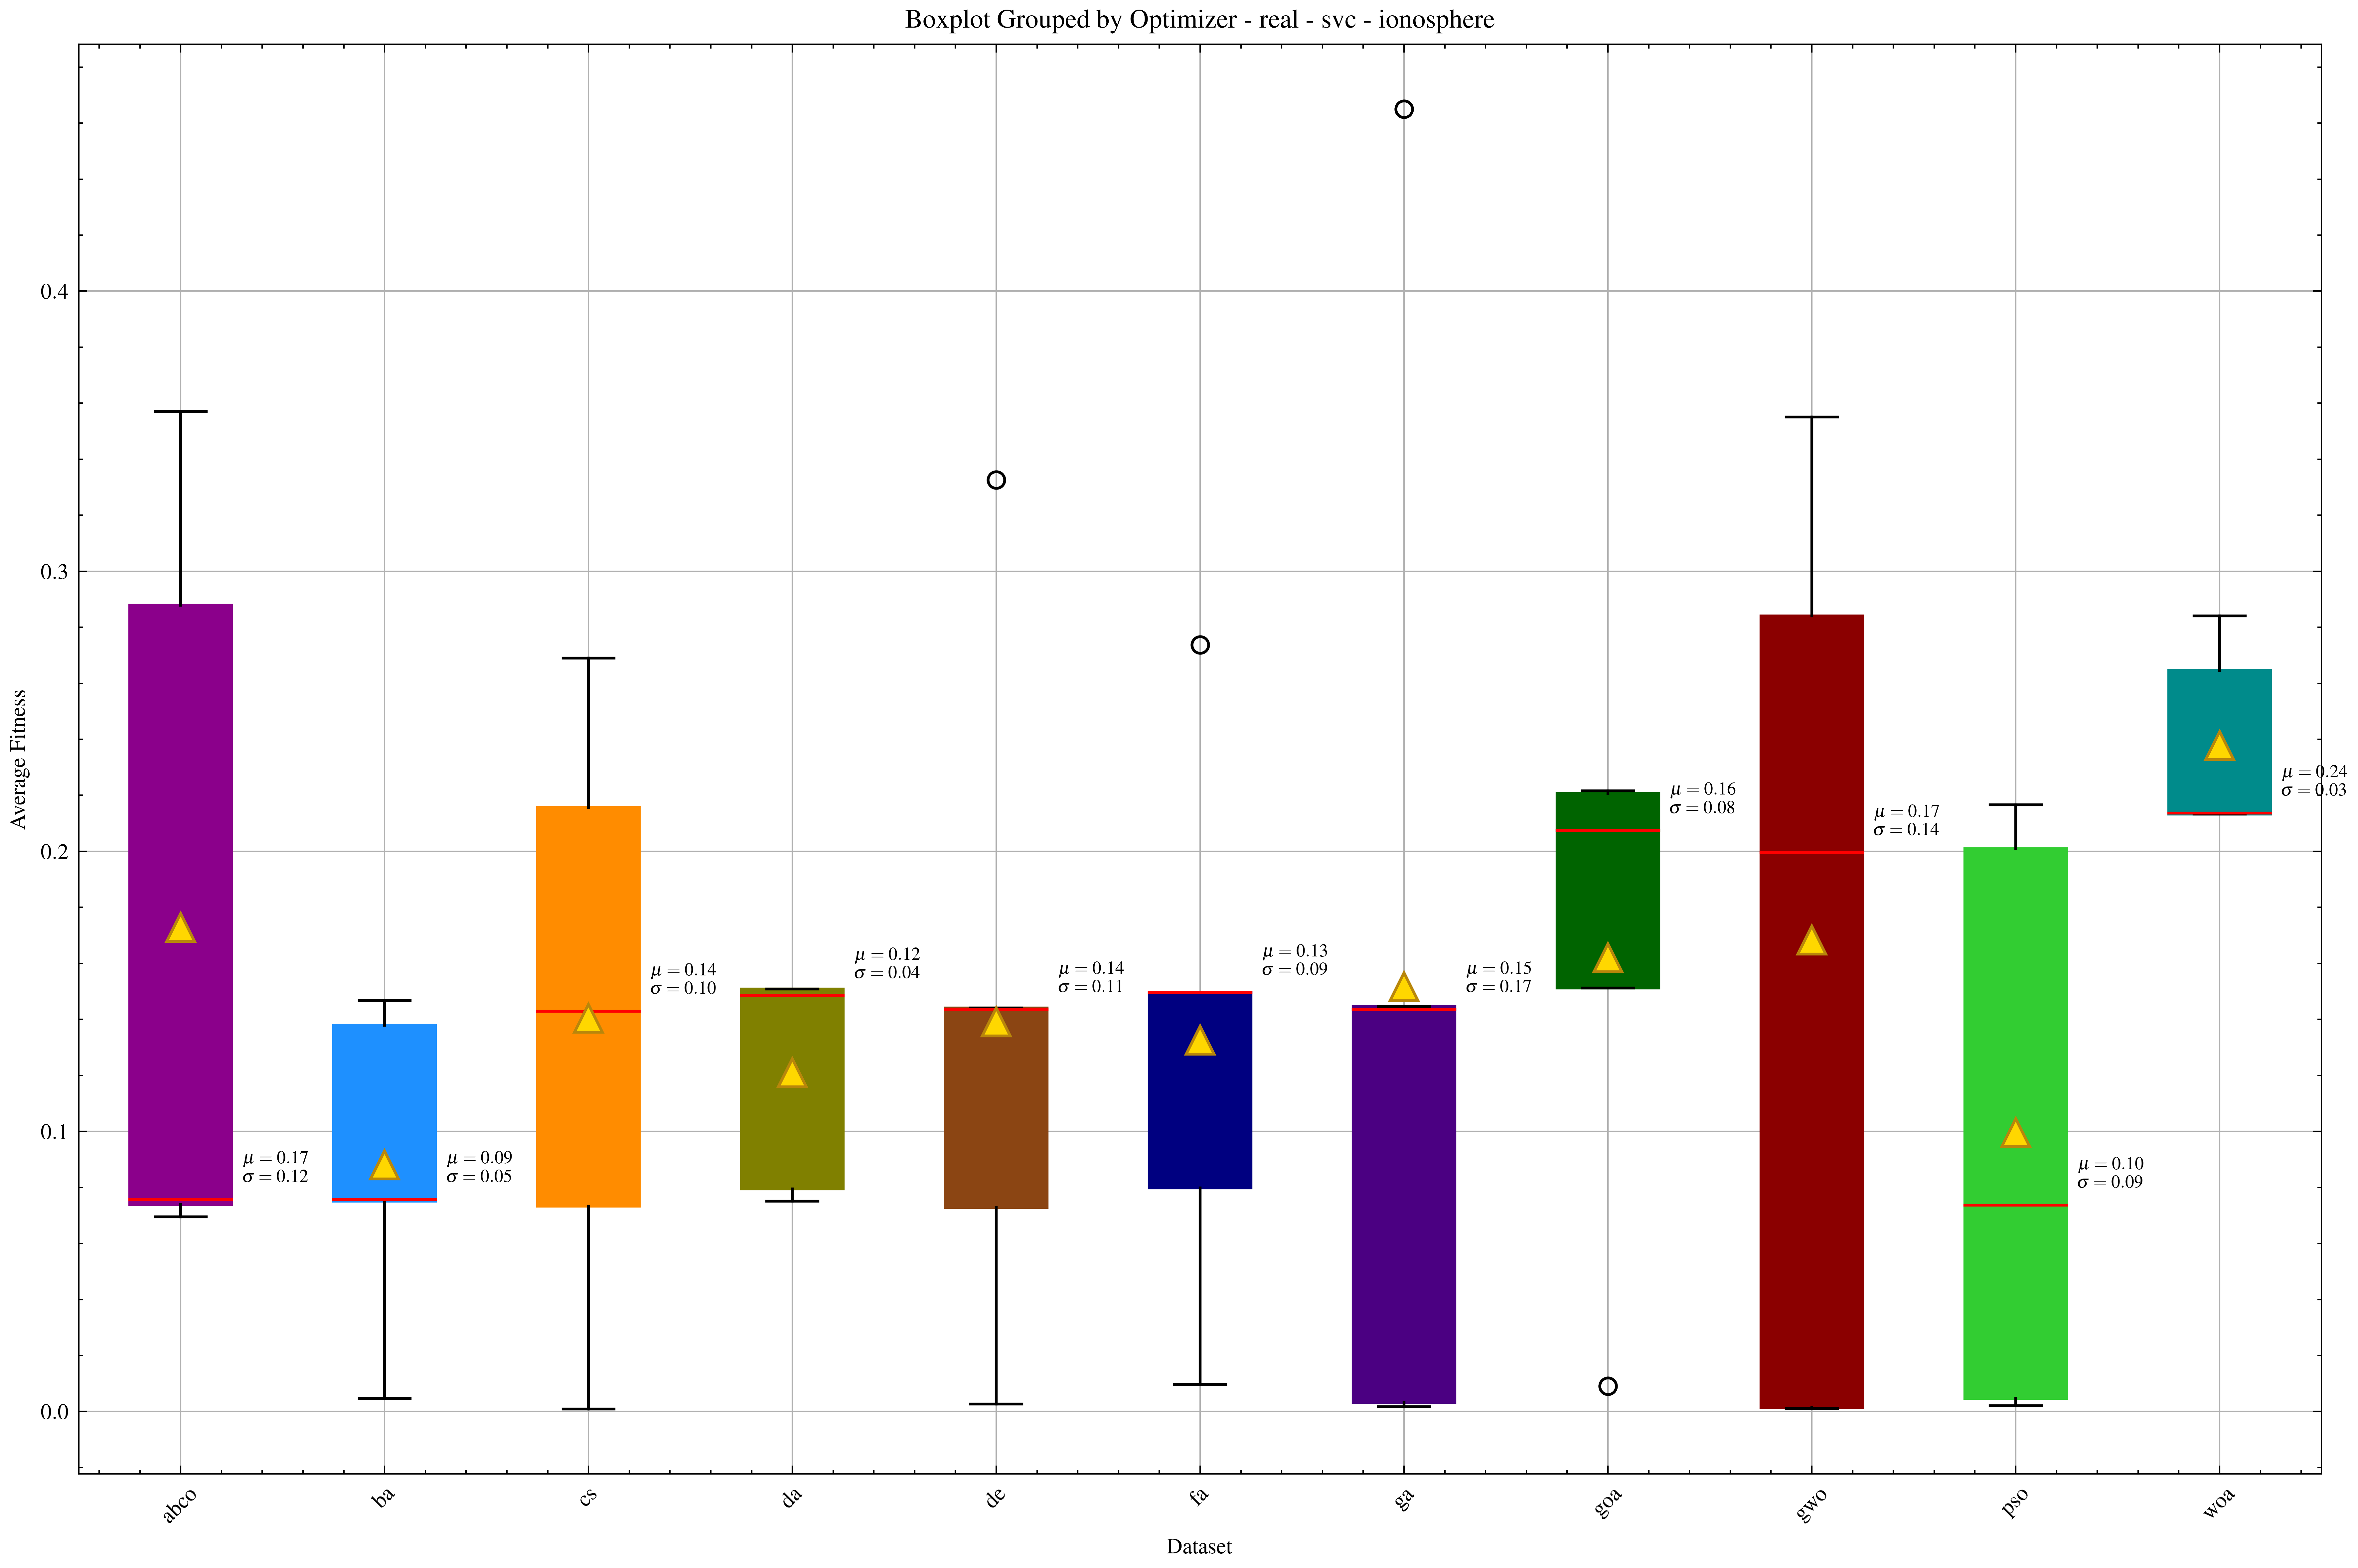 Boxplot Grouped by Optimizer - real - svc - ionosphere
Average Fitness
0.4
0.3
0.2
0.1
0.0
μ = 0.17
σ = 0.12
μ = 0.09
σ = 0.05
μ = 0.14
σ = 0.10
μ = 0.12
σ = 0.04
μ = 0.14
σ = 0.11
μ = 0.13
σ = 0.09
μ = 0.15
σ = 0.17
μ = 0.16
σ = 0.08
μ = 0.17
σ = 0.14
μ = 0.10
σ = 0.09
μ = 0.24
σ = 0.03
abco
ba
cs
da
de
fa
ga
goa
gwo
pso
woa
Dataset